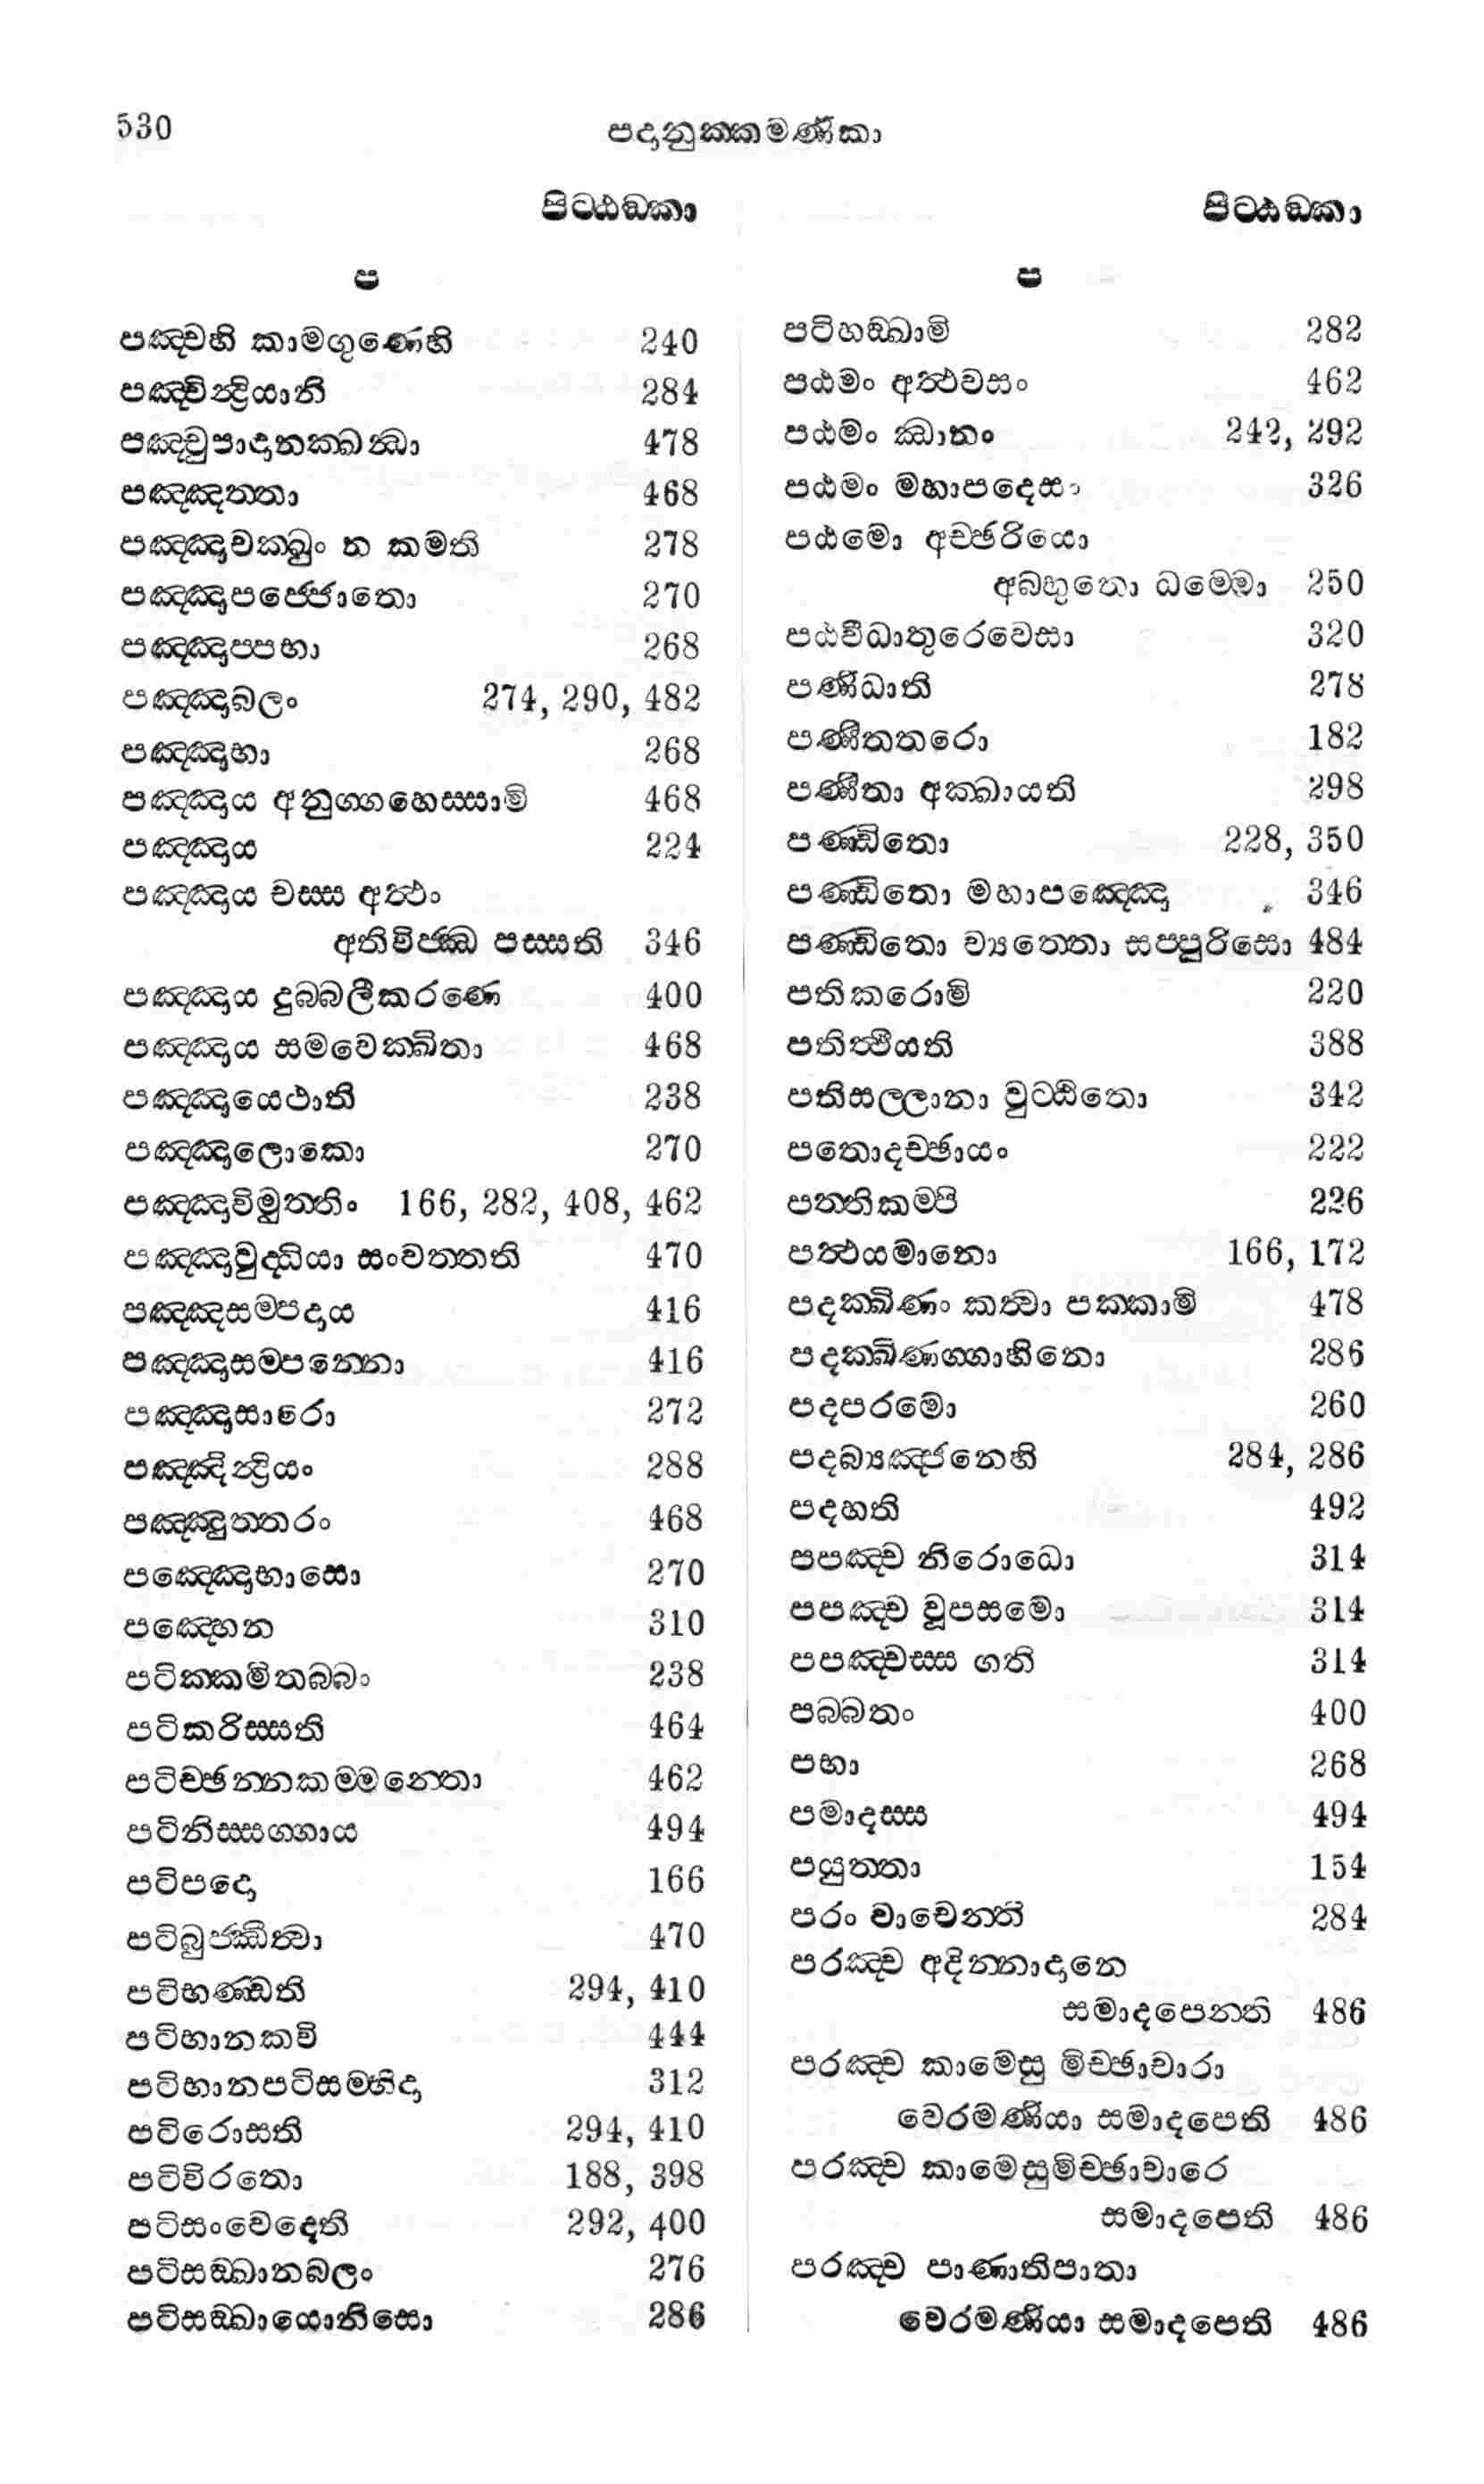 530
පදානුක්කමණිකා
පිට්ඨඞ්කා
ප
පඤ්චහි කාමගුණෙහි 240
පඤ්චින්ද්‍රියානි 284
පඤ්චුපාදානක්ඛන්ධා 478
පඤ්ඤත්තා 468
පඤ්ඤාචක්ඛුං න කමති 278
පඤ්ඤාපජ්ජොතො 270
පඤ්ඤාප්පභා 268
පඤ්ඤාබලං 274, 290, 482
පඤ්ඤාභා 268
පඤ්ඤාය අනුග්ගහෙස්සාමි 468
පඤ්ඤාය 224
පඤ්ඤාය චස්ස අත්ථං
අතිවිජ්ඣ පස්සති 346
පඤ්ඤාය දුබ්බලීකරණෙ 400
පඤ්ඤාය සමවෙක්ඛිතා 468
පඤ්ඤායෙථාති 238
පඤ්ඤාලොකො 270
පඤ්ඤාවිමුත්තිං 166, 282, 408, 462
පඤ්ඤාවුද්ධියා සංවත්තති 470
පඤ්ඤාසම්පදාය 416
පඤ්ඤාසම්පන්නො 416
පඤ්ඤාසාරො 272
පඤ්ඤින්ද්‍රියං 288
පඤ්ඤුත්තරං 468
පඤ්ඤොභාසො 270
පඤ්හෙන 310
පටික්කමිතබ්බං 238
පටිකරිස්සති 464
පටිච්ඡන්නකම්මන්තො 462
පටිනිස්සග්ගාය 494
පටිපදො 166
පටිබුජ්ඣිත්වා 470
පටිභණ්ඩති 294, 410
පටිභානකවි 444
පටිභානපටිසම්භිදා 312
පටිරොසති 294, 410
පටිවිරතො 188, 398
පටිසංවෙදෙති 292, 400
පටිසඞ්ඛානබලං 276
පටිසඞ්ඛායොනිසො 286
පිට්ඨඞ්කා
ප
පටිහඞ්ඛාමි 282
පඨමං අත්ථවසං 462
පඨමං ඣානං 242, 292
පඨමං මහාපදෙසං 326
පඨමො අච්ඡරියො
අබ්භුතො ධම්මො 250
පඨවීධාතුරෙවෙසා 320
පණිධාති 278
පණීතතරො 182
පණීතා අක්ඛායති 298
පණ්ඩිතො 228, 350
පණ්ඩිතො මහාපඤ්ඤො 346
පණ්ඩිතො ව්‍යත්තො සප්පුරිසො 484
පතිකරොමි 220
පතිත්ථීයති 388
පතිසල්ලානා වුට්ඨිතො 342
පතොදච්ඡායං 222
පත්තිකම්පි 226
පත්ථයමානො 166, 172
පදක්ඛිණං කත්වා පක්කාමි 478
පදක්ඛිණග්ගාහිනො 286
පදපරමො 260
පදබ්‍යඤ්ජනෙහි 284, 286
පදහති 492
පපඤ්ච නිරොධො 314
පපඤ්ච වූපසමො 314
පපඤ්චස්ස ගති 314
පබ්බතං 400
පභා 268
පමාදස්ස 494
පයුත්තා 154
පරං වාචෙන්ති 284
පරඤ්ච අදින්නාදානෙ
සමාදපෙන්ති 486
පරඤ්ච කාමෙසු මිච්ඡාචාරා
වෙරමණියා සමාදපෙති 486
පරඤ්ච කාමෙසුමිච්ඡාචාරෙ
සමාදපෙති 486
පරඤ්ච පාණාතිපාතා
වෙරමණියා සමාදපෙති 486